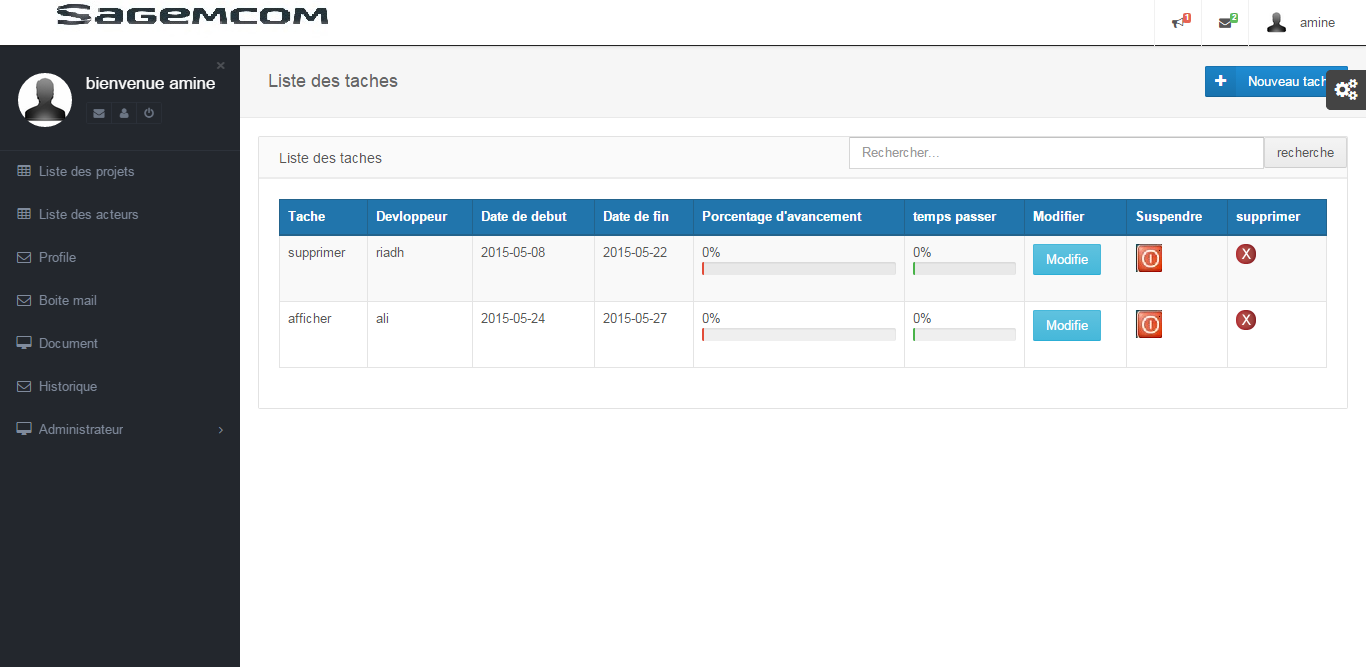 SAGEMCOM
1
2
amine
×
bienvenue amine
Liste des projets
Liste des acteurs
Profile
Boite mail
Document
Historique
Administrateur
Liste des taches
Nouveau tach
Liste des taches
Rechercher...
recherche
Tache Devloppeur Date de debut Date de fin Porcentage d'avancement temps passer Modifier Suspendre supprimer
supprimer riadh 2015-05-08 2015-05-22 0% 0% Modifie X
afficher ali 2015-05-24 2015-05-27 0% 0% Modifie X